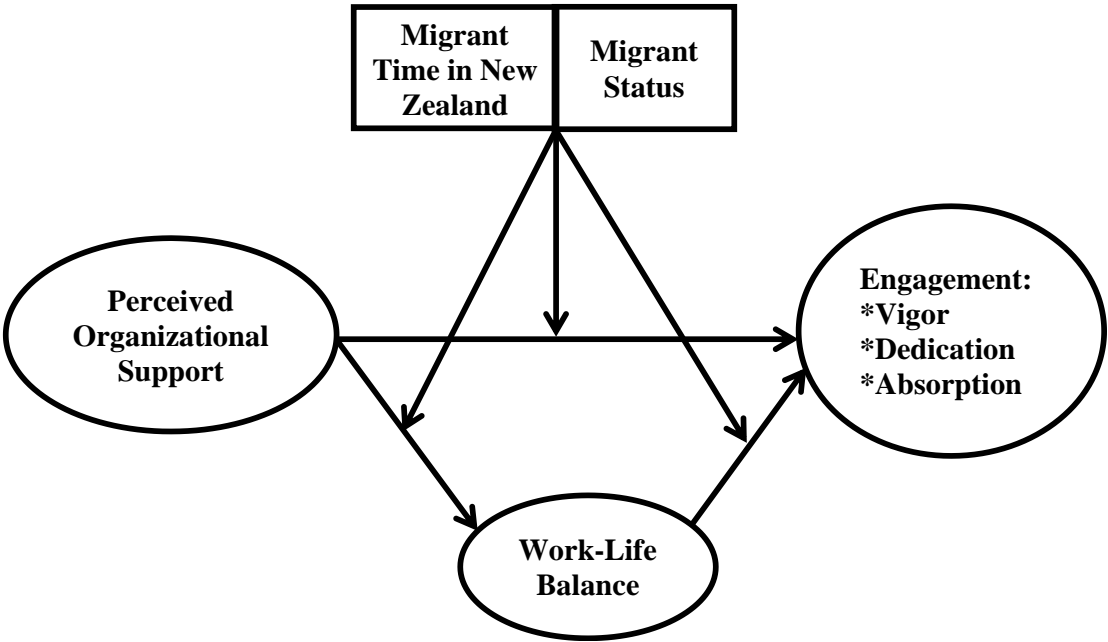 Migrant
Time in New
Zealand
Migrant
Status
Perceived
Organizational
Support
Engagement:
*Vigor
*Dedication
*Absorption
Work-Life
Balance